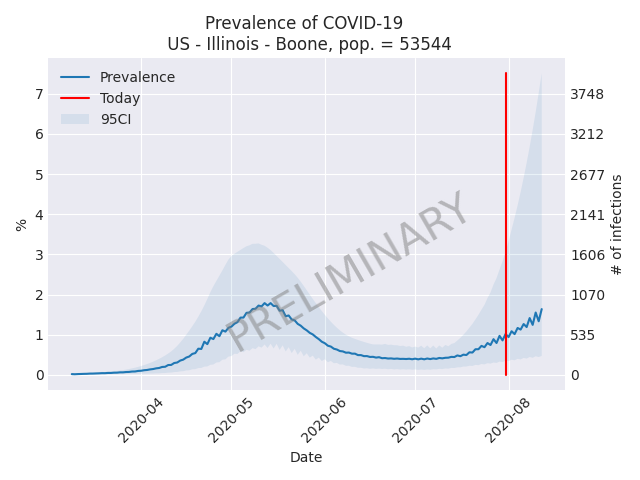 Prevalence of COVID-19
US - Illinois - Boone, pop. = 53544
Prevalence
Today
95CI
PRELIMINARY
%
7
6
5
4
3
2
1
0
3748
3212
2677
2141
1606
1070
535
0
# of infections
2020-04
2020-05
2020-06
2020-07
2020-08
Date